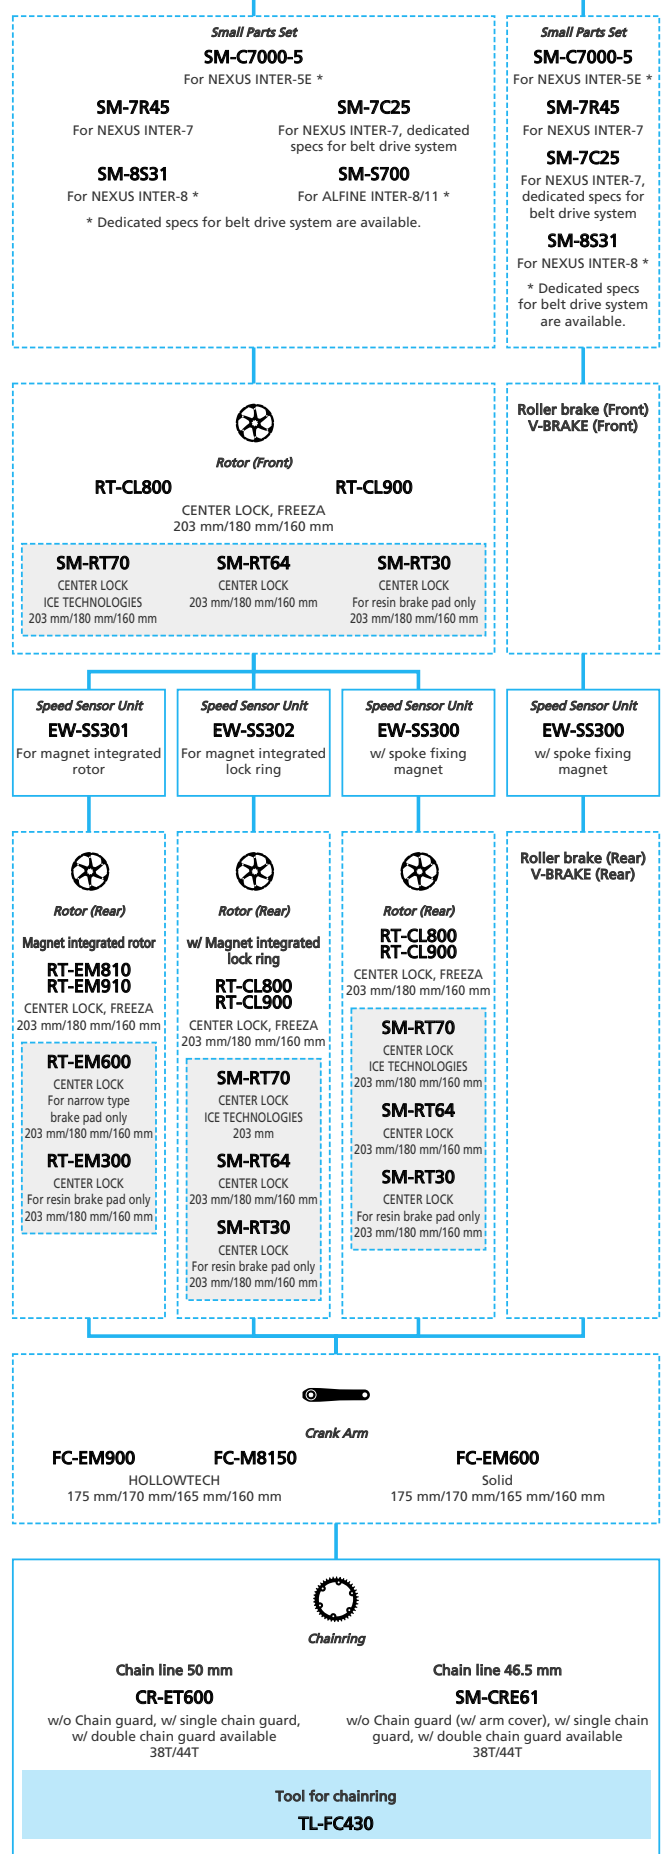 Small Parts Set
SM-C7000-5
For NEXUS INTER-5E *
SM-7R45
For NEXUS INTER-7
SM-7C25
For NEXUS INTER-7, dedicated
specs for belt drive system
SM-8S31
For NEXUS INTER-8 *
SM-S700
For ALFINE INTER-8/11 *
* Dedicated specs for belt drive system are available.
Small Parts Set
SM-C7000-5
For NEXUS INTER-5E *
SM-7R45
For NEXUS INTER-7
SM-7C25
For NEXUS INTER-7,
dedicated specs for
belt drive system
SM-8S31
For NEXUS INTER-8 *
* Dedicated specs
for belt drive system
are available.
Rotor (Front)
RT-CL800
RT-CL900
CENTER LOCK, FREEZA
203 mm/180 mm/160 mm
SM-RT70
CENTER LOCK
ICE TECHNOLOGIES
203 mm/180 mm/160 mm
SM-RT64
CENTER LOCK
203 mm/180 mm/160 mm
SM-RT30
CENTER LOCK
For resin brake pad only
203 mm/180 mm/160 mm
Roller brake (Front)
V-BRAKE (Front)
Speed Sensor Unit
EW-SS301
For magnet integrated
rotor
Speed Sensor Unit
EW-SS302
For magnet integrated
lock ring
Speed Sensor Unit
EW-SS300
w/ spoke fixing
magnet
Speed Sensor Unit
EW-SS300
w/ spoke fixing
magnet
Rotor (Rear)
Magnet integrated rotor
RT-EM810
RT-EM910
CENTER LOCK, FREEZA
203 mm/180 mm/160 mm
RT-EM600
CENTER LOCK
For narrow type
brake pad only
203 mm/180 mm/160 mm
RT-EM300
CENTER LOCK
For resin brake pad only
203 mm/180 mm/160 mm
Rotor (Rear)
w/ Magnet integrated
lock ring
RT-CL800
RT-CL900
CENTER LOCK, FREEZA
203 mm/180 mm/160 mm
SM-RT70
CENTER LOCK
ICE TECHNOLOGIES
203 mm
SM-RT64
CENTER LOCK
203 mm/180 mm/160 mm
SM-RT30
CENTER LOCK
For resin brake pad only
203 mm/180 mm/160 mm
Rotor (Rear)
RT-CL800
RT-CL900
CENTER LOCK, FREEZA
203 mm/180 mm/160 mm
SM-RT70
CENTER LOCK
ICE TECHNOLOGIES
203 mm/180 mm/160 mm
SM-RT64
CENTER LOCK
203 mm/180 mm/160 mm
SM-RT30
CENTER LOCK
For resin brake pad only
203 mm/180 mm/160 mm
Roller brake (Rear)
V-BRAKE (Rear)
Crank Arm
FC-EM900
FC-M8150
HOLLOWTECH
175 mm/170 mm/165 mm/160 mm
FC-EM600
Solid
175 mm/170 mm/165 mm/160 mm
Chainring
Chain line 50 mm
CR-ET600
w/o Chain guard, w/ single chain guard,
w/ double chain guard available
38T/44T
Chain line 46.5 mm
SM-CRE61
w/o Chain guard (w/ arm cover), w/ single chain
guard, w/ double chain guard available
38T/44T
Tool for chainring
TL-FC430